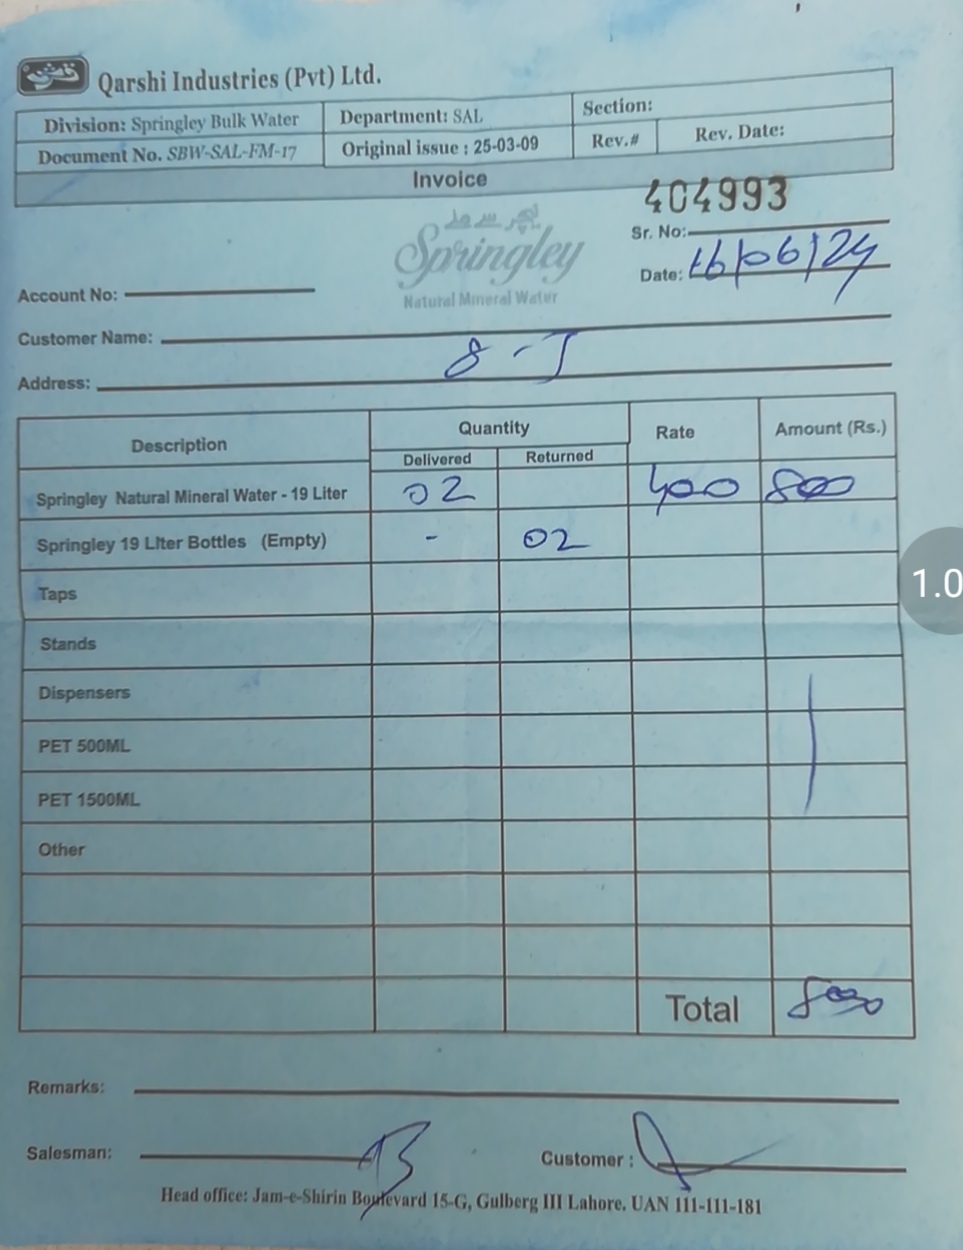 قرشی
Qarshi Industries (Pvt) Ltd.
Division: Springley Bulk Water Department: SAL Section:
Document No. SBW-SAL-FM-17 Original issue : 25-03-09 Rev.# Rev. Date:
Invoice
404993
Sr. No:
Springley
Natural Mineral Water
Date: 16/06/24
Account No:
Customer Name:
Address: 8-J
Description Quantity Rate Amount (Rs.)
Delivered Returned
Springley Natural Mineral Water - 19 Liter 02 400 800
Springley 19 Liter Bottles (Empty) - 02
Taps
Stands
Dispensers
PET 500ML
PET 1500ML
Other
Total 800
Remarks:
Salesman: Customer :
Head office: Jam-e-Shirin Boulevard 15-G, Gulberg III Lahore. UAN 111-111-181
1.0